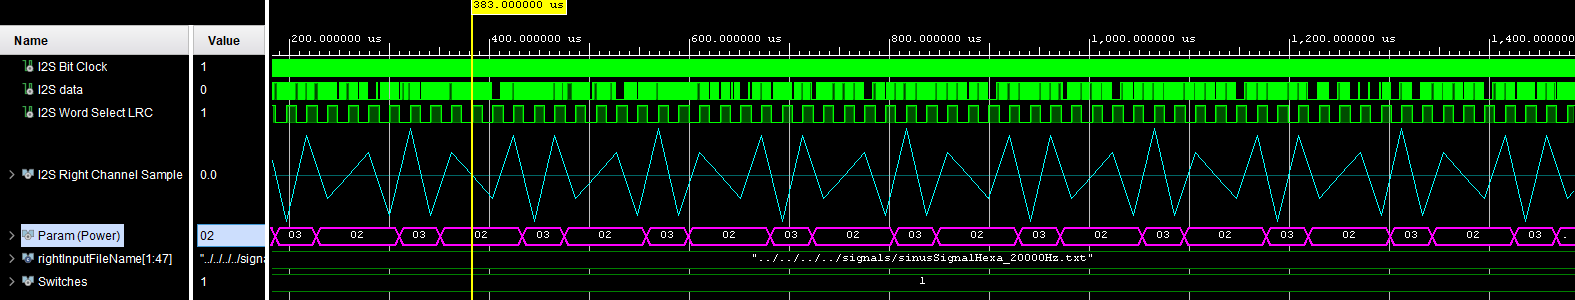 383.000000 us
Name Value 200.000000 us 400.000000 us 600.000000 us 800.000000 us 1,000.000000 us 1,200.000000 us 1,400.000000 us
I2S Bit Clock 1
I2S data 0
I2S Word Select LRC 1
I2S Right Channel Sample 0.0
Param (Power) 02 03 02 03 02 03 02 03 02 03 02 03 02 03 02 03 02 03 02 03 02 03 ..
rightInputFileName[1:47] "../../../../signa "../../../../signals/sinusSignalHexa_20000Hz.txt"
Switches 1 1